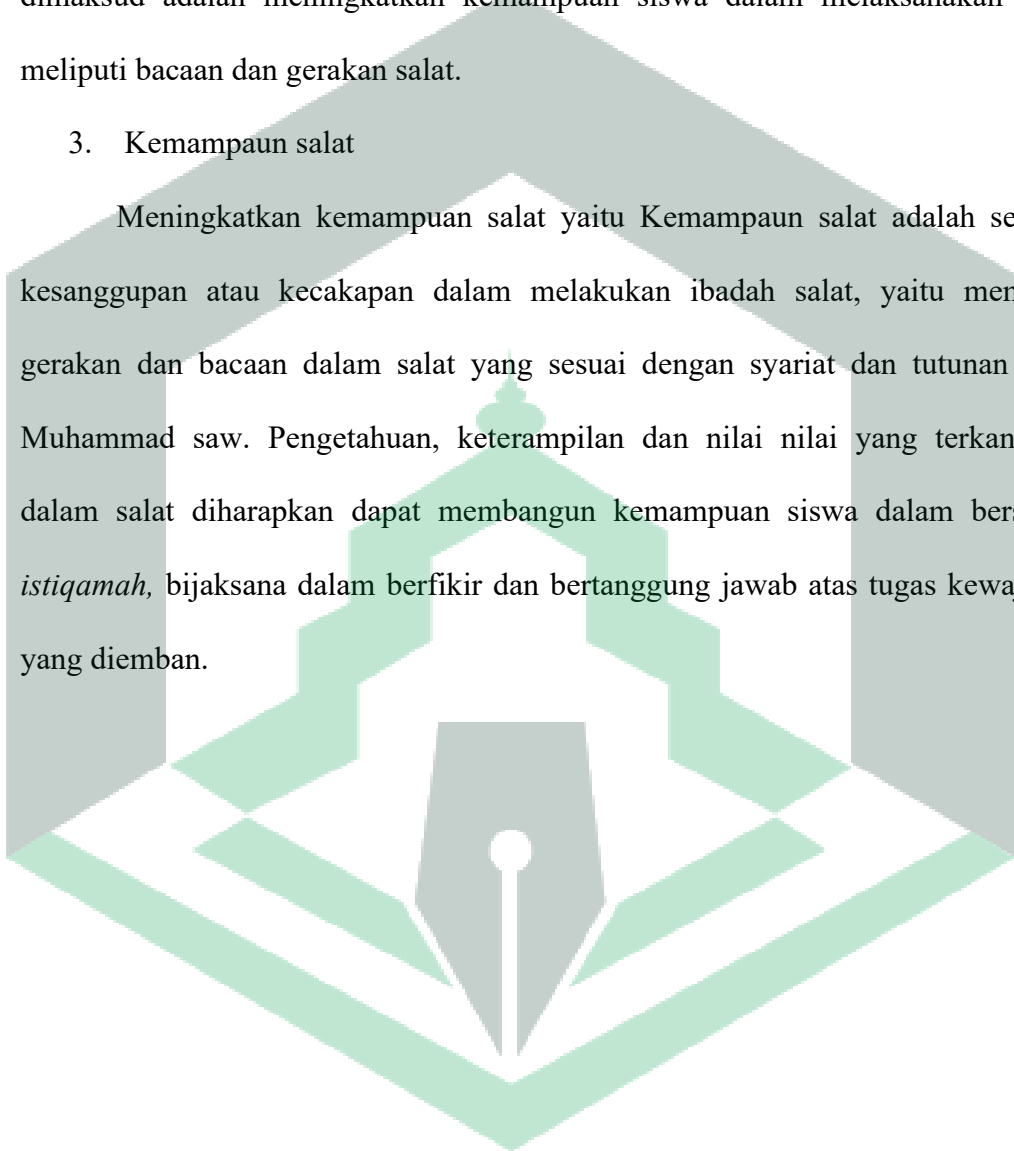 dimaksud adalah meningkatkan kemampuan siswa dalam melaksanakan
meliputi bacaan dan gerakan salat.
3. Kemampaun salat
Meningkatkan kemampuan salat yaitu Kemampaun salat adalah
kesanggupan atau kecakapan dalam melakukan ibadah salat, yaitu
gerakan dan bacaan dalam salat yang sesuai dengan syariat dan tutunan
Muhammad saw. Pengetahuan, keterampilan dan nilai nilai yang
dalam salat diharapkan dapat membangun kemampuan siswa dalam
istiqamah, bijaksana dalam berfikir dan bertanggung jawab atas tugas
yang diemban.